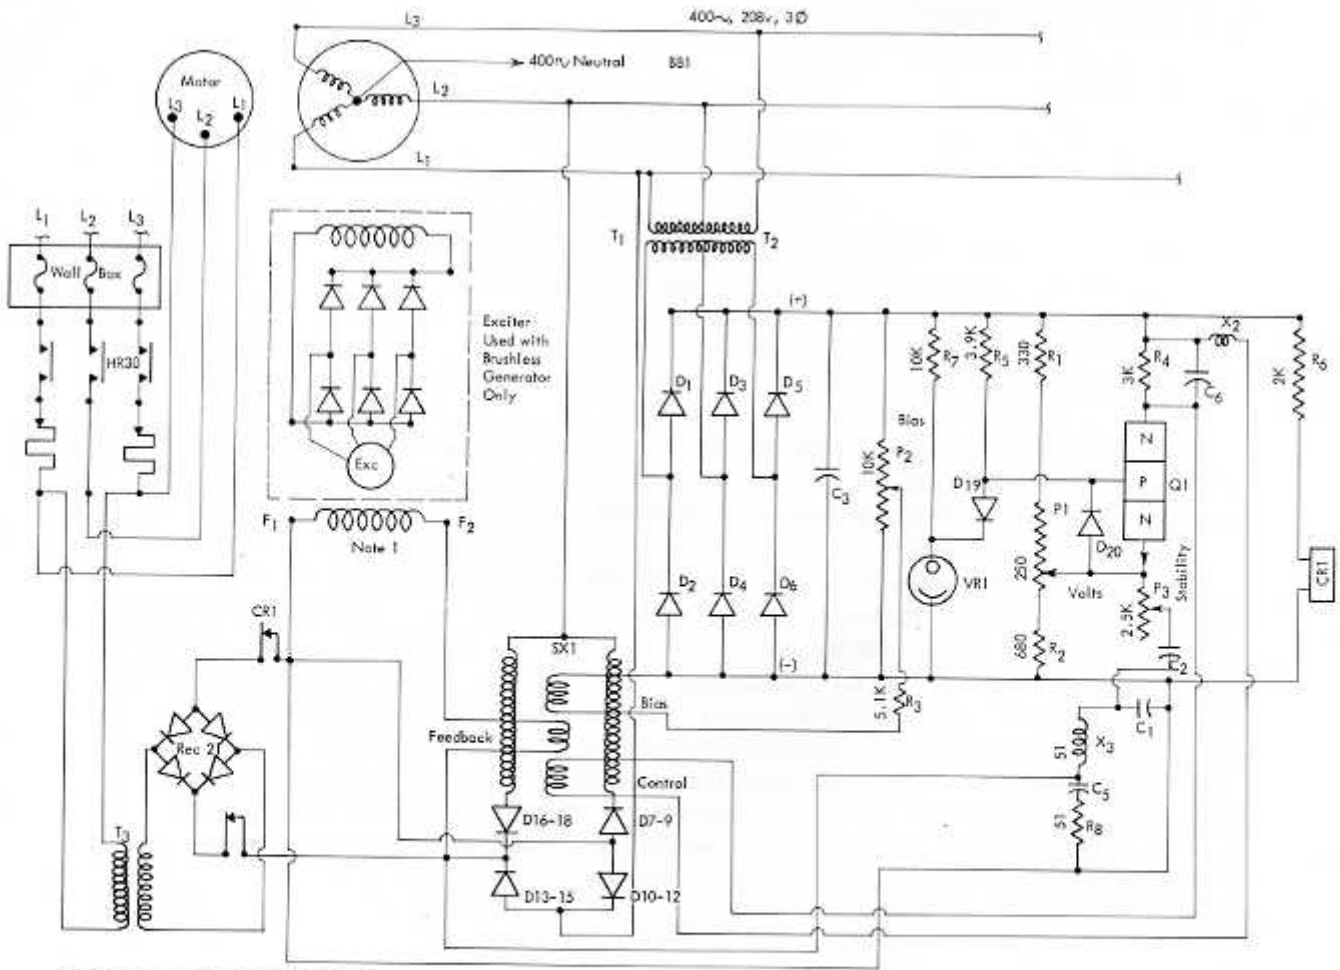 L3
400~, 208v, 3Ø
400~ Neutral
BB1
Motor
L3
L2
L1
L2
L1
L1
L2
L3
Wall Box
HR30
T1
T2
(+)
X2
Exciter
Used with
Brushless
Generator
Only
10K
R7
3.9K
R5
330
R1
3K
R4
C6
2K
R6
D1
D3
D5
Bias
P2
10K
N
P
N
Q1
Exc
C3
D19
P1
F1
F2
Note 1
D20
Stability
D2
D4
D6
VR1
250
Volts
P3
2.5K
CR1
CR1
SX1
(-)
680
R2
C2
Bias
5.1K
R3
C1
Feedback
Rec 2
51
X3
Control
C5
T3
D16-18
D7-9
51
R8
D13-15
D10-12